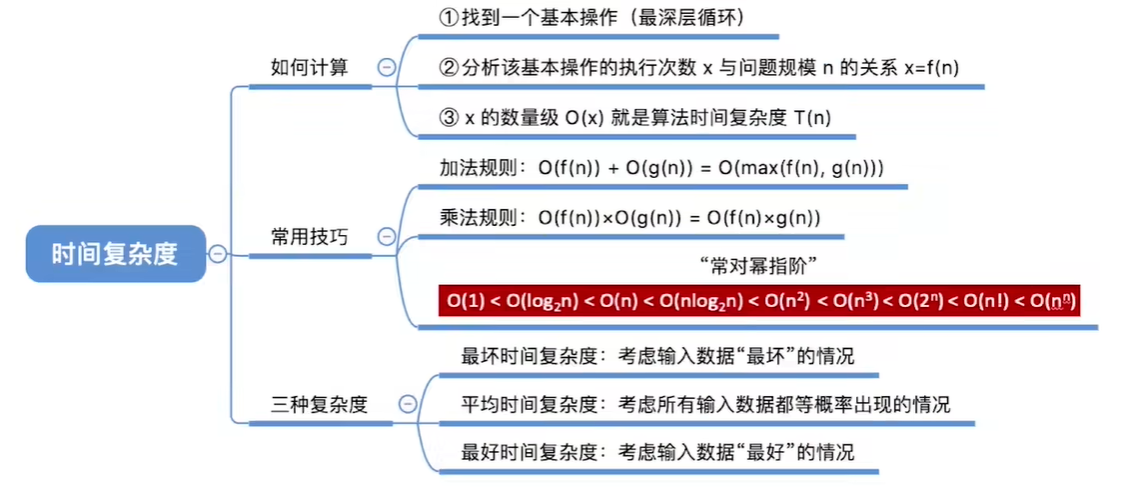 时间复杂度
如何计算
①找到一个基本操作（最深层循环）
②分析该基本操作的执行次数 x 与问题规模 n 的关系 x=f(n)
③ x 的数量级 O(x) 就是算法时间复杂度 T(n)
常用技巧
加法规则：O(f(n)) + O(g(n)) = O(max(f(n), g(n)))
乘法规则：O(f(n))×O(g(n)) = O(f(n)×g(n))
“常对幂指阶”
O(1) < O(log₂n) < O(n) < O(nlog₂n) < O(n²) < O(n³) < O(2ⁿ) < O(n!) < O(nⁿ)
三种复杂度
最坏时间复杂度：考虑输入数据“最坏”的情况
平均时间复杂度：考虑所有输入数据都等概率出现的情况
最好时间复杂度：考虑输入数据“最好”的情况